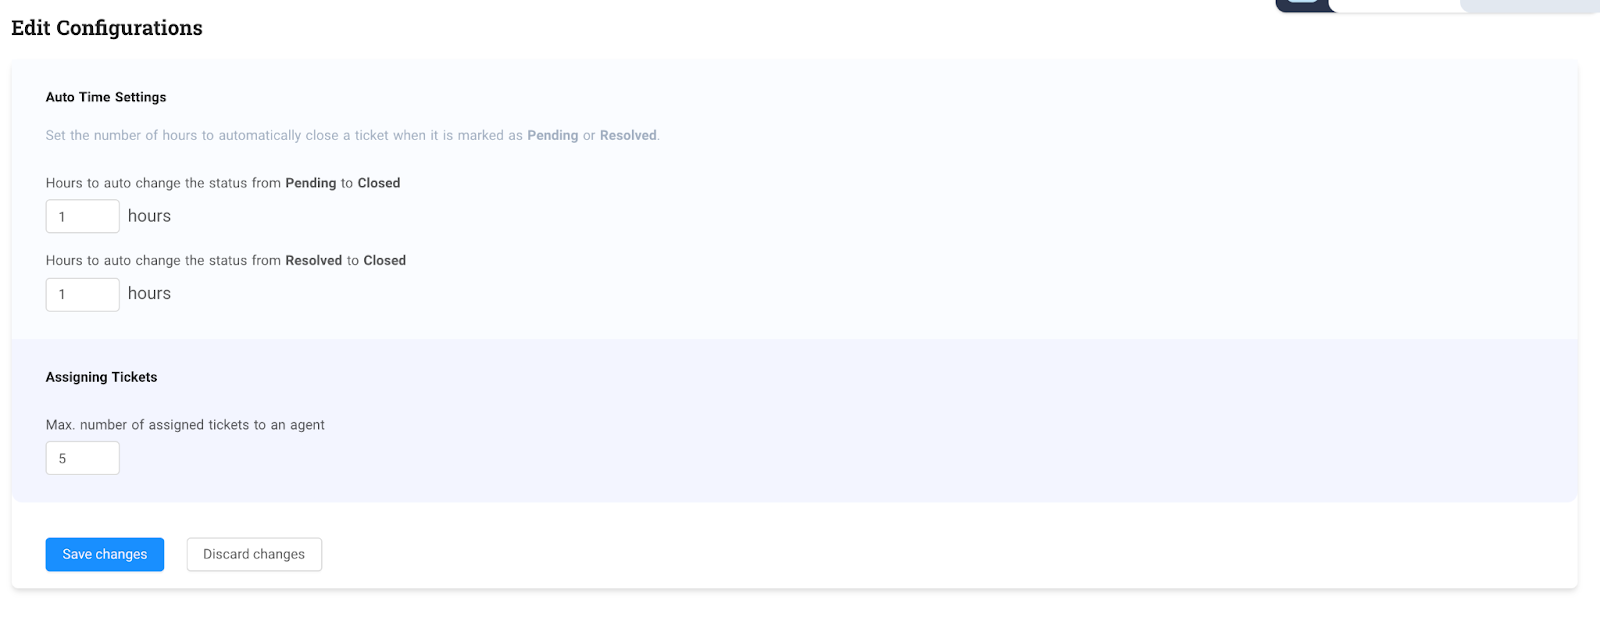 Edit Configurations
Auto Time Settings
Set the number of hours to automatically close a ticket when it is marked as Pending or Resolved.
Hours to auto change the status from Pending to Closed
1 hours
Hours to auto change the status from Resolved to Closed
1 hours
Assigning Tickets
Max. number of assigned tickets to an agent
5
Save changes Discard changes